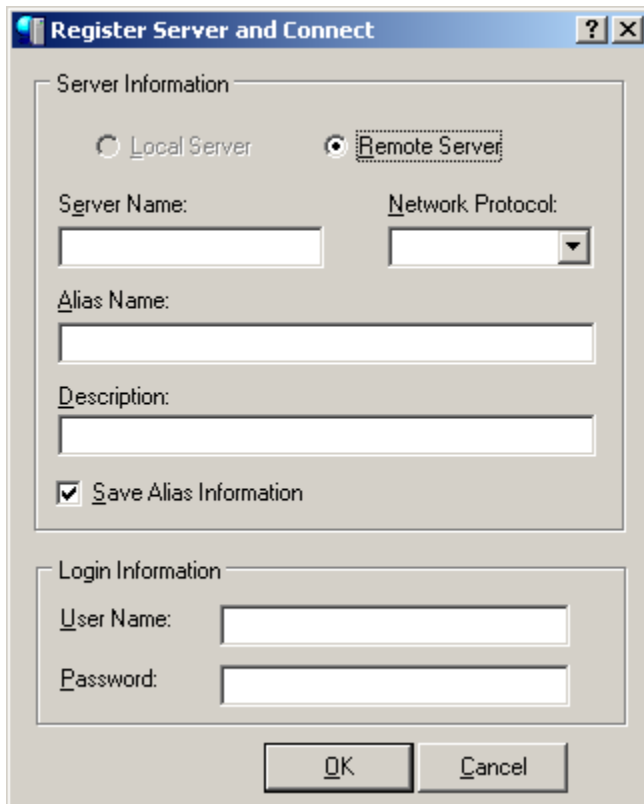 Register Server and Connect
Server Information
Local Server Remote Server
Server Name: Network Protocol:
Alias Name:
Description:
Save Alias Information
Login Information
User Name:
Password:
OK Cancel